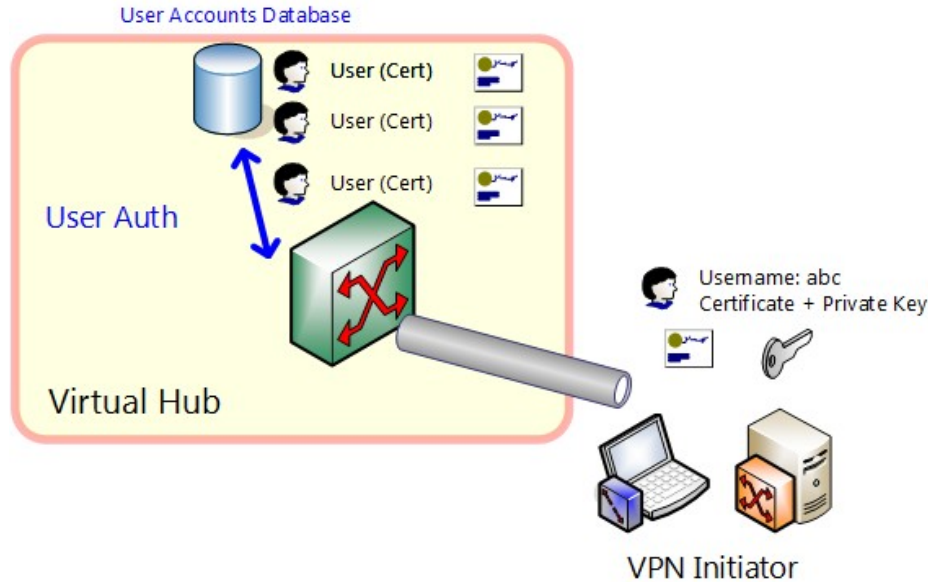 User Accounts Database
User (Cert)
User (Cert)
User (Cert)
User Auth
Username: abc
Certificate + Private Key
Virtual Hub
VPN Initiator